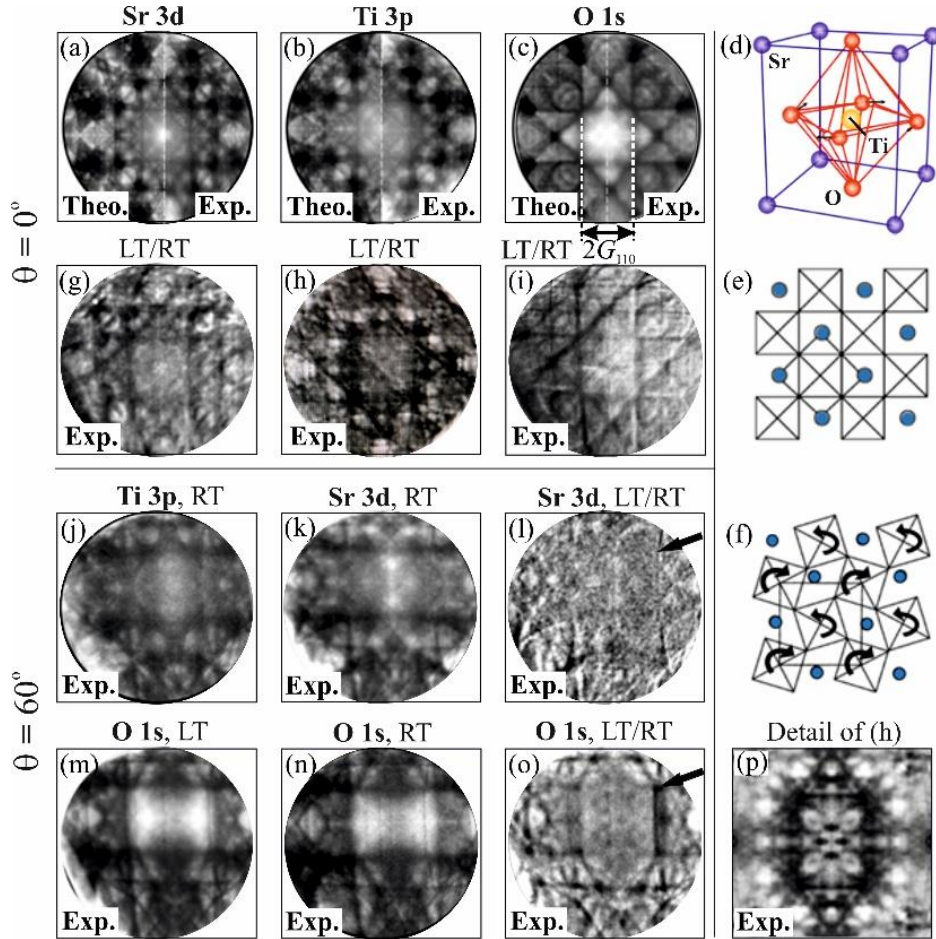 Sr 3d
Ti 3p
O 1s
(a)
Theo.
Exp.
(b)
Theo.
Exp.
(c)
Theo.
Exp.
(d)
Sr
Ti
O
θ = 0°
LT/RT
LT/RT
2G₁₁₀
(g)
Exp.
(h)
Exp.
(i)
Exp.
(e)
θ = 60°
Ti 3p, RT
Sr 3d, RT
Sr 3d, LT/RT
(j)
Exp.
(k)
Exp.
(l)
Exp.
(f)
O 1s, LT
O 1s, RT
O 1s, LT/RT
Detail of (h)
(m)
Exp.
(n)
Exp.
(o)
Exp.
(p)
Exp.